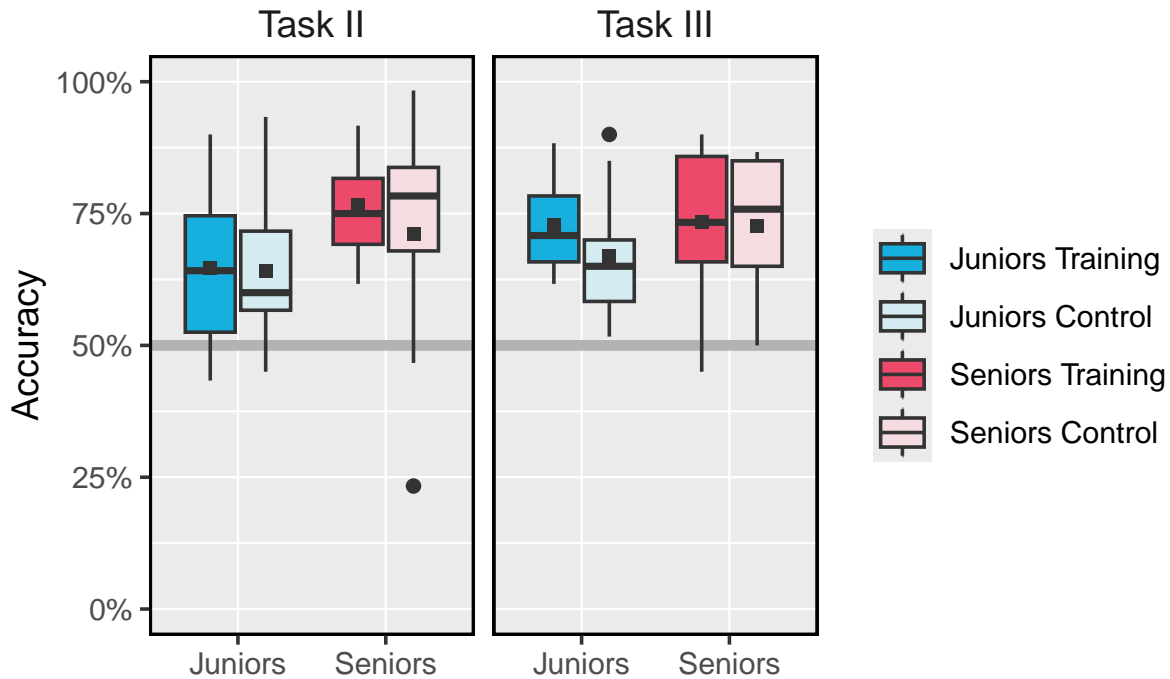 Task II
Task III
Accuracy
100%
75%
50%
25%
0%
Juniors
Seniors
Juniors
Seniors
Juniors Training
Juniors Control
Seniors Training
Seniors Control